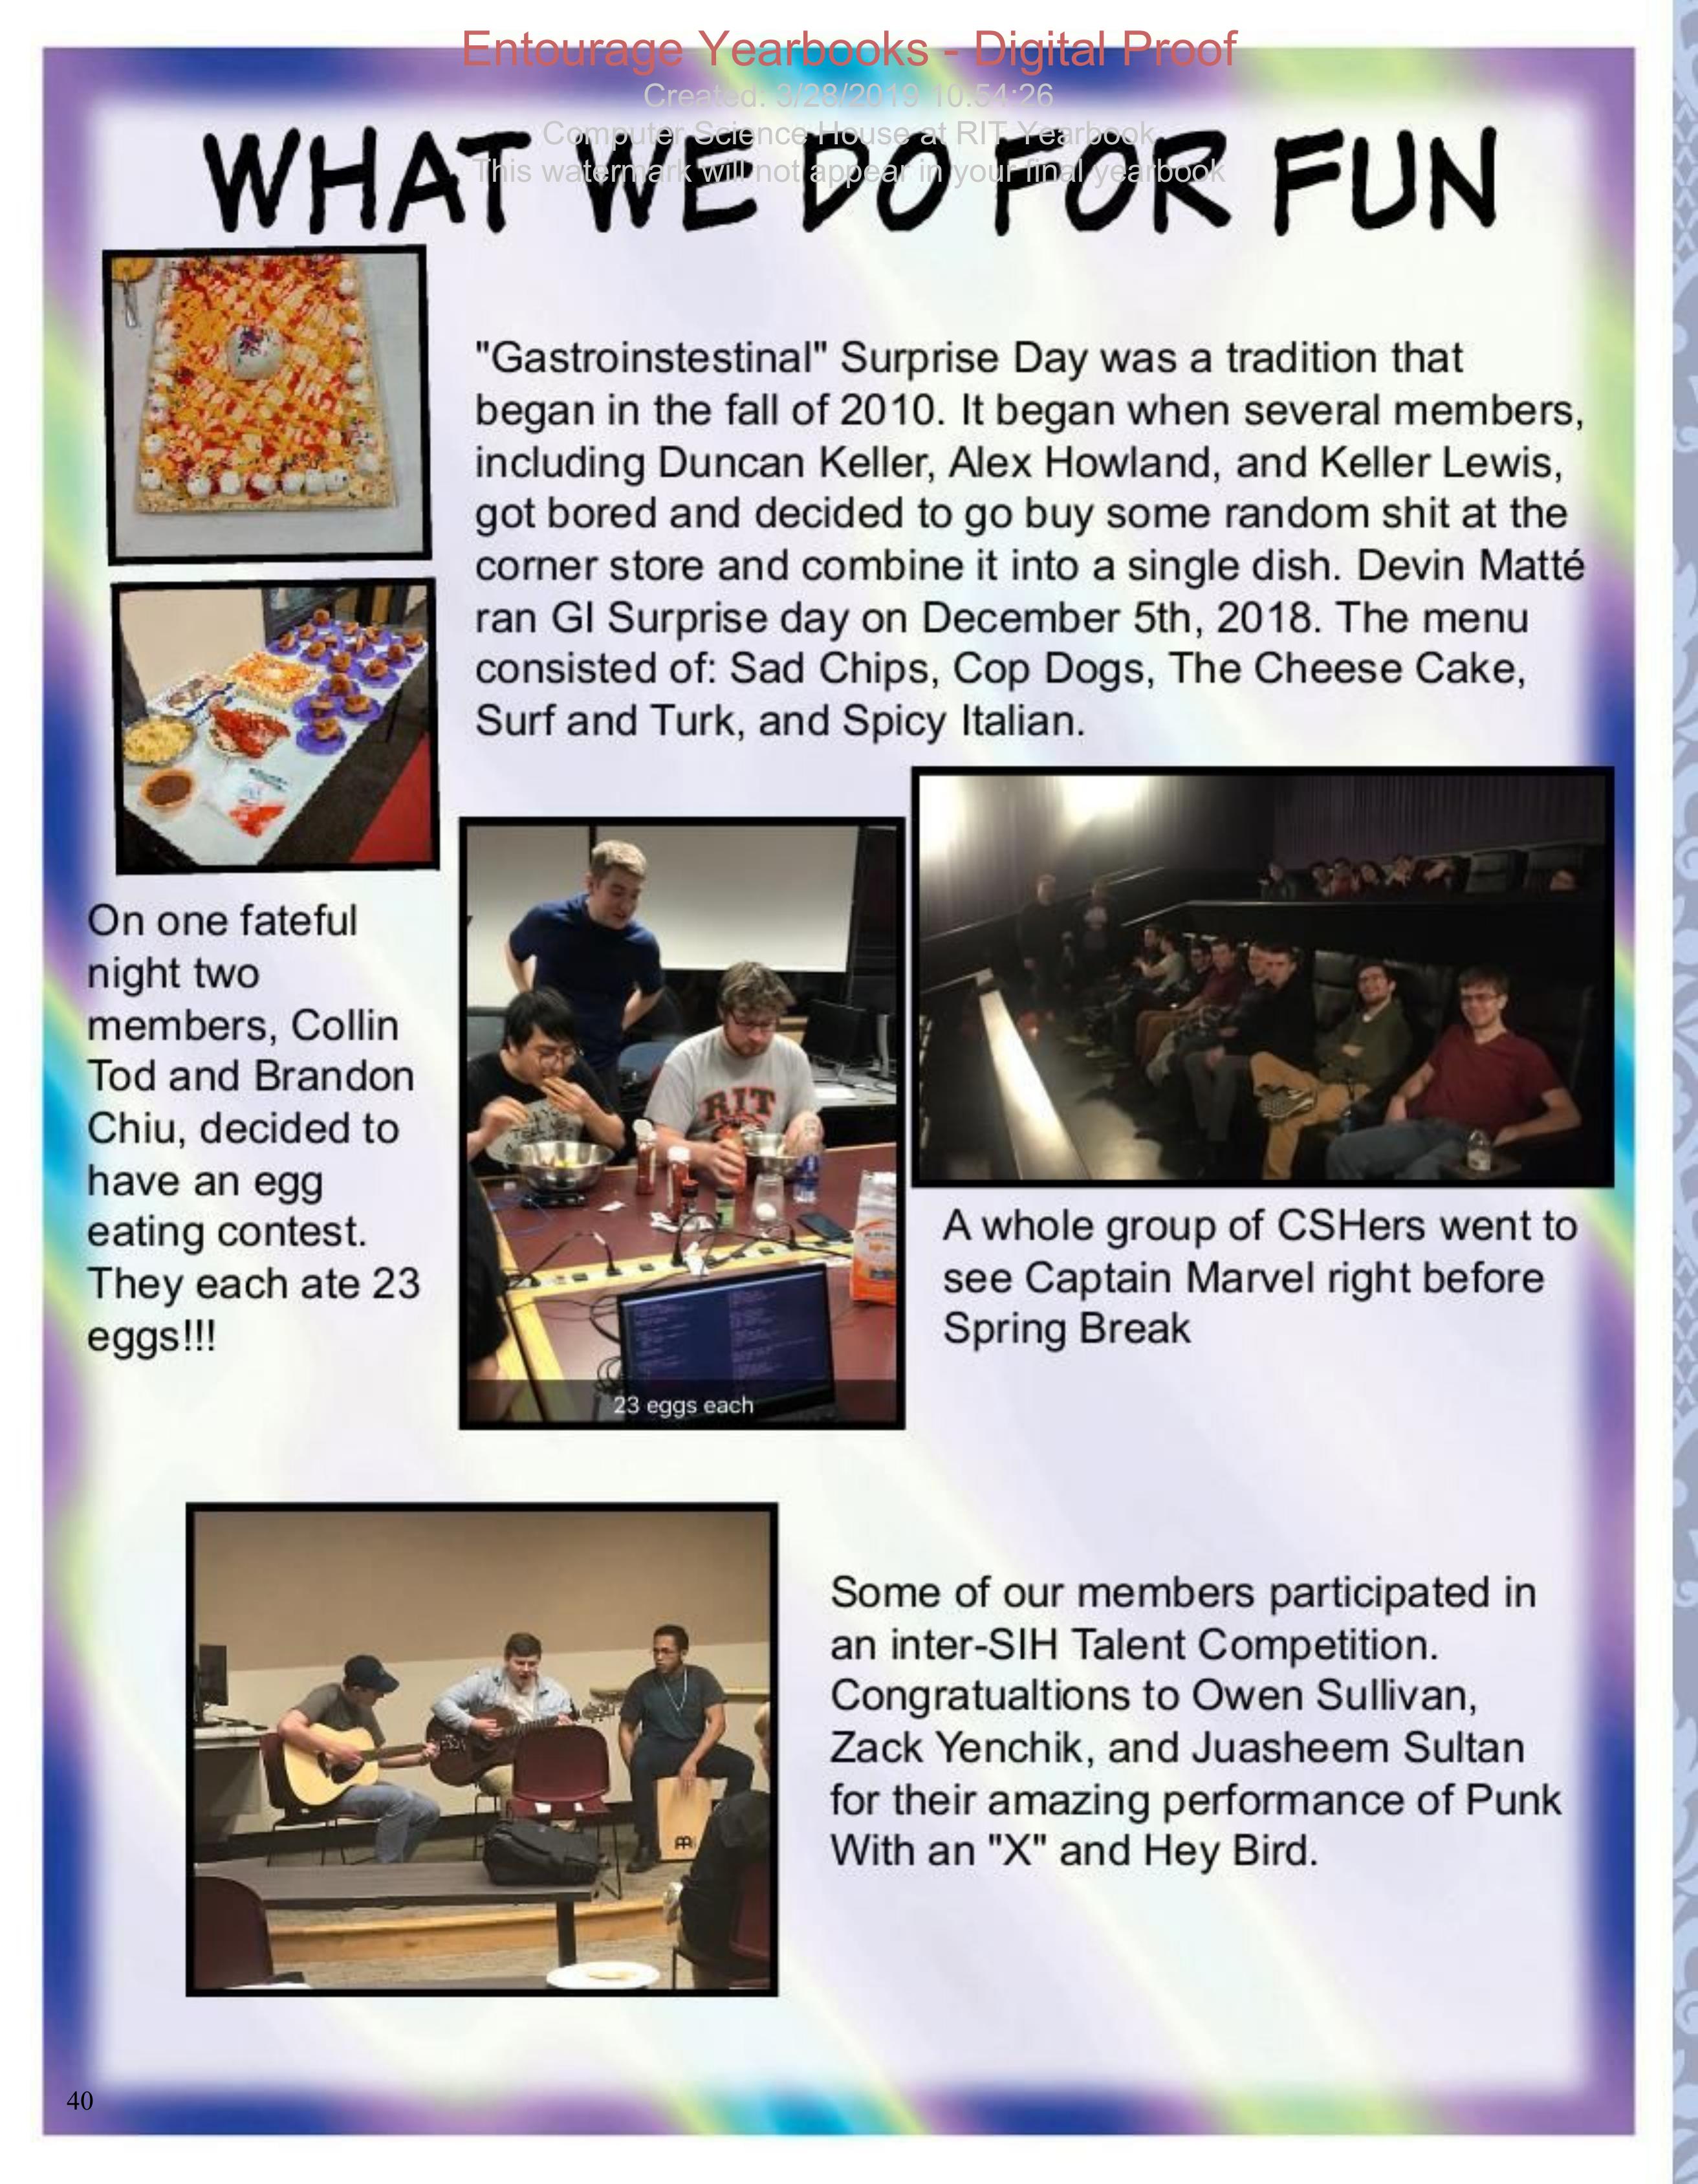 Entourage Yearbooks - Digital Proof
Created: 3/28/2019 10:54:26
Computer Science House at RIT Yearbook
This watermark will not appear in your final yearbook
WHAT WE DO FOR FUN
"Gastroinstestinal" Surprise Day was a tradition that
began in the fall of 2010. It began when several members,
including Duncan Keller, Alex Howland, and Keller Lewis,
got bored and decided to go buy some random shit at the
corner store and combine it into a single dish. Devin Matté
ran GI Surprise day on December 5th, 2018. The menu
consisted of: Sad Chips, Cop Dogs, The Cheese Cake,
Surf and Turk, and Spicy Italian.
On one fateful
night two
members, Collin
Tod and Brandon
Chiu, decided to
have an egg
eating contest.
They each ate 23
eggs!!!
RIT
23 eggs each
A whole group of CSHers went to
see Captain Marvel right before
Spring Break
Some of our members participated in
an inter-SIH Talent Competition.
Congratualtions to Owen Sullivan,
Zack Yenchik, and Juasheem Sultan
for their amazing performance of Punk
With an "X" and Hey Bird.
40